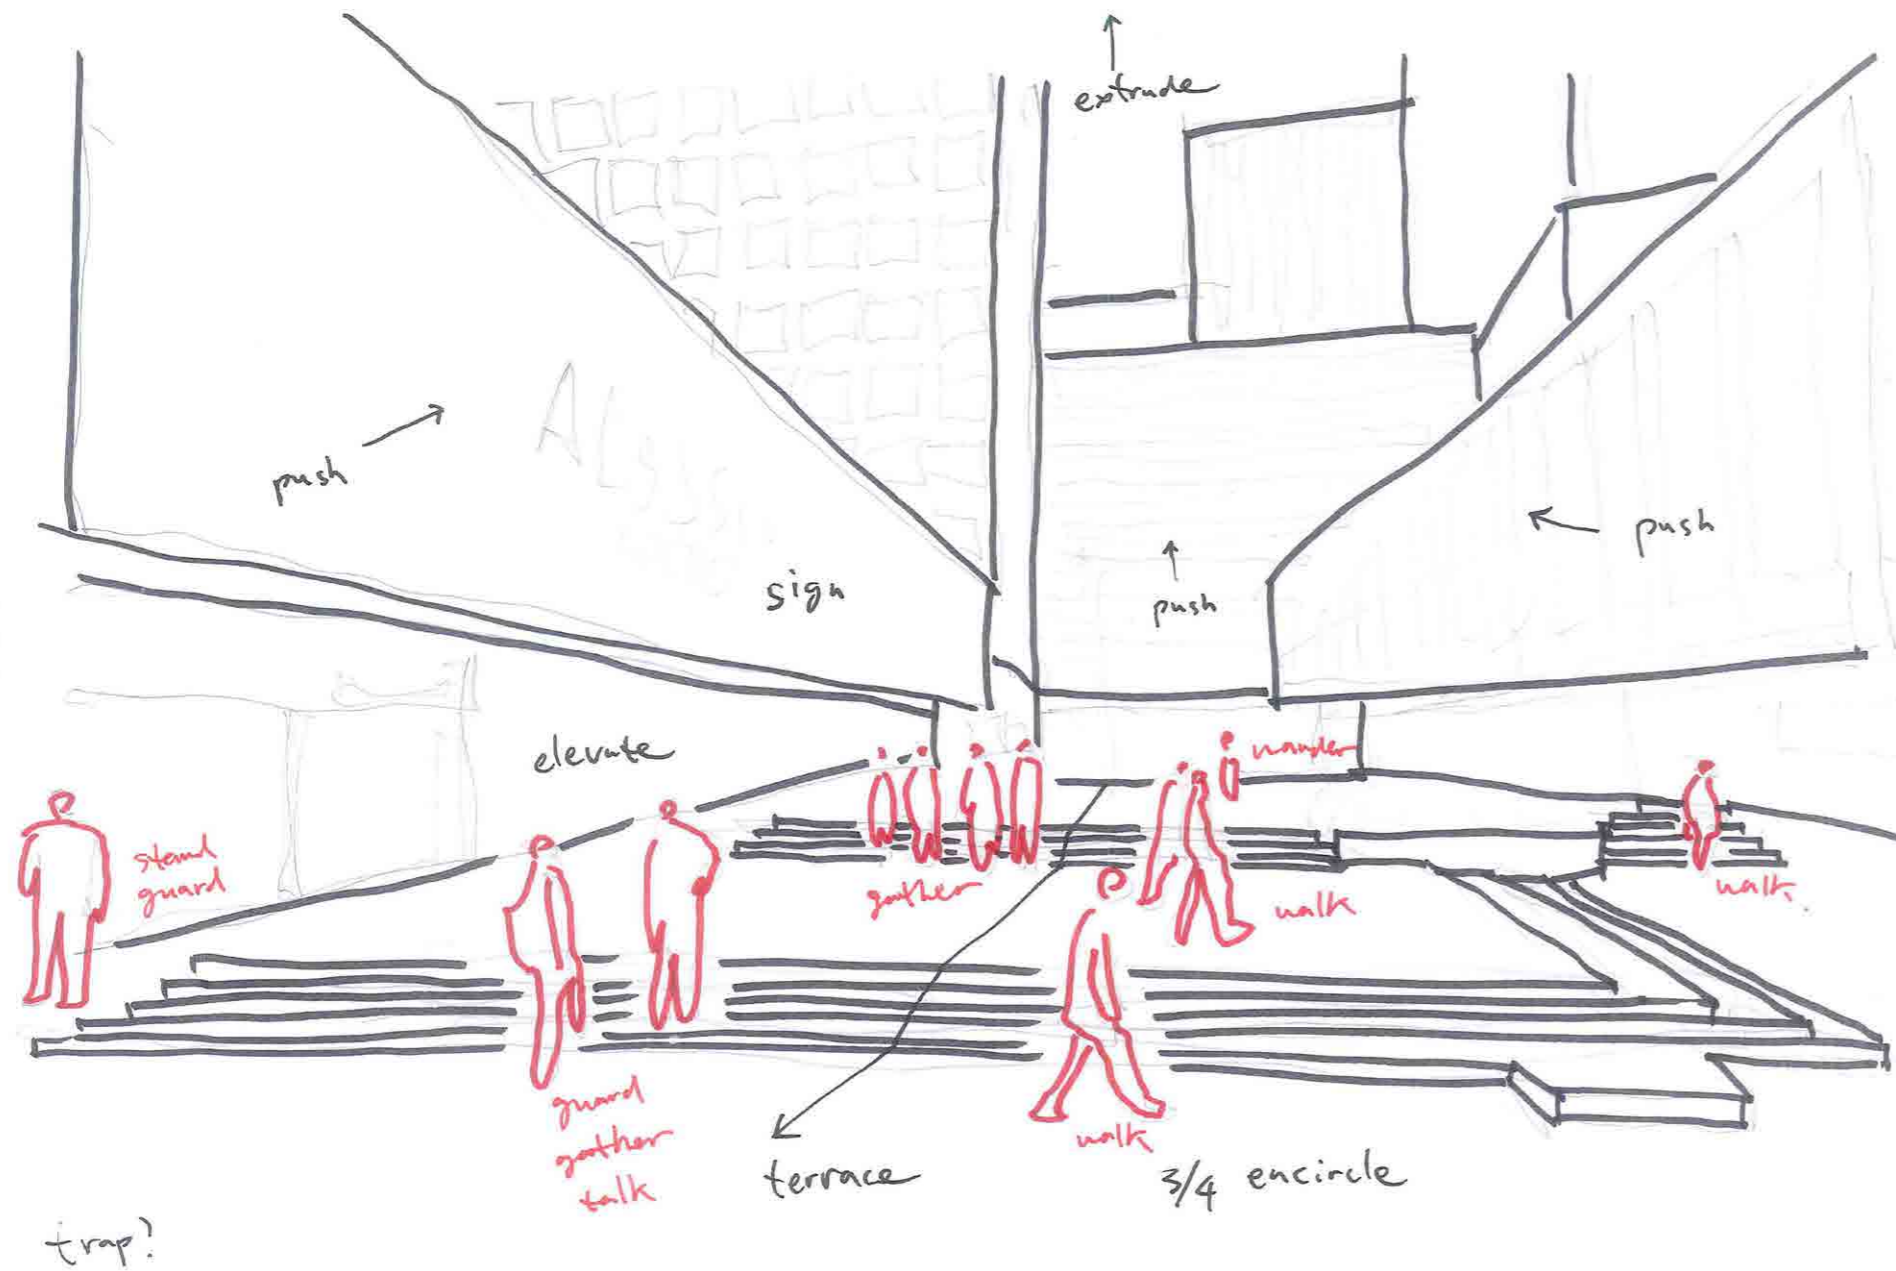 extrude
push
push
push
sign
elevate
wander
stand
guard
gather
walk
walk.
guard
gather
talk
walk
terrace
3/4 encircle
trap?